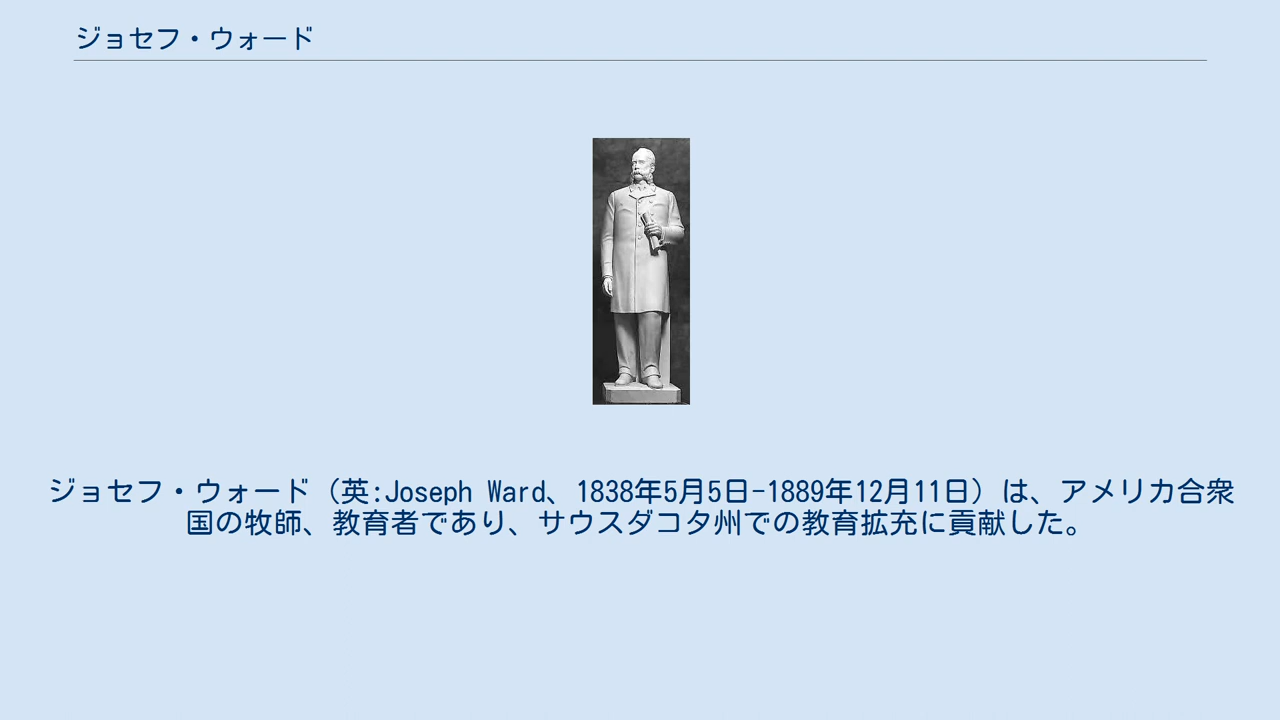 ジョセフ・ウォード
ジョセフ・ウォード（英:Joseph Ward、1838年5月5日-1889年12月11日）は、アメリカ合衆
国の牧師、教育者であり、サウスダコタ州での教育拡充に貢献した。